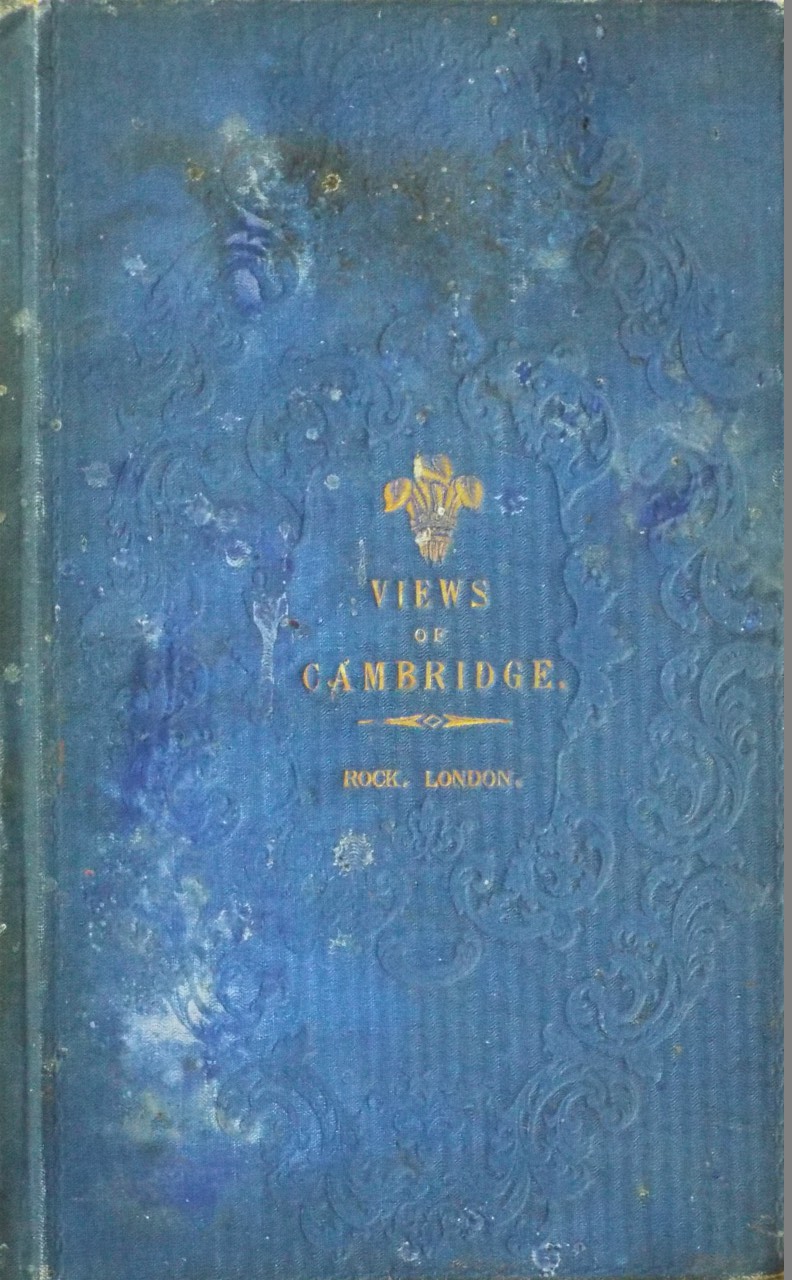 VIEWS
OF
CAMBRIDGE.
ROCK. LONDON.